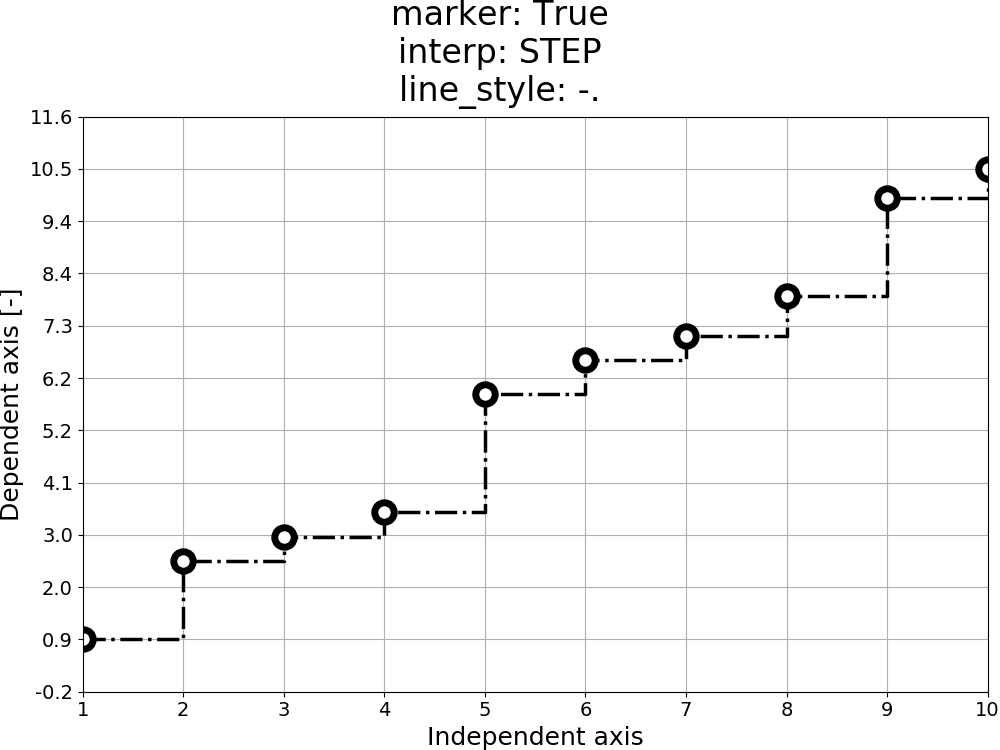 marker: True
interp: STEP
line_style: -.
11.6
10.5
9.4
8.4
7.3
6.2
5.2
4.1
3.0
2.0
0.9
-0.2
Dependent axis [-]
1 2 3 4 5 6 7 8 9 10
Independent axis